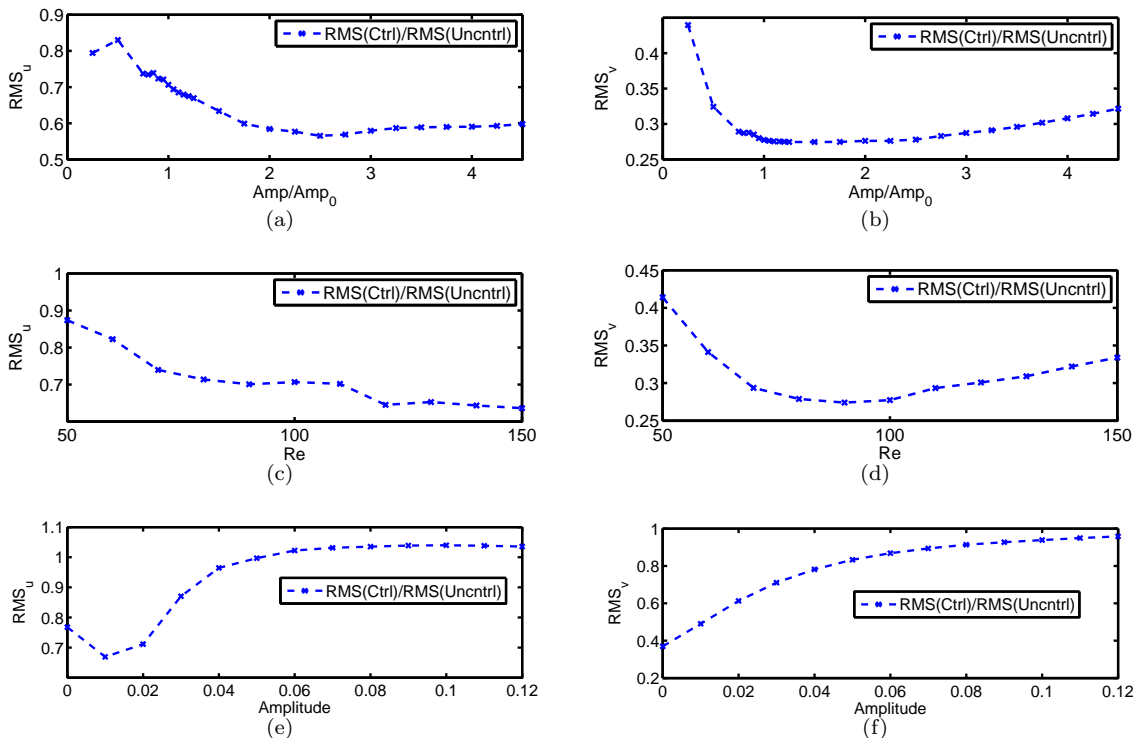 0.9
0.8
0.7
0.6
0.5
RMS_u
RMS(Ctrl)/RMS(Uncntrl)
0 1 2 3 4
Amp/Amp_0
(a)
0.4
0.35
0.3
0.25
RMS_v
RMS(Ctrl)/RMS(Uncntrl)
0 1 2 3 4
Amp/Amp_0
(b)
1
0.9
0.8
0.7
RMS_u
RMS(Ctrl)/RMS(Uncntrl)
50 100 150
Re
(c)
0.45
0.4
0.35
0.3
0.25
RMS_v
RMS(Ctrl)/RMS(Uncntrl)
50 100 150
Re
(d)
1.1
1
0.9
0.8
0.7
RMS_u
RMS(Ctrl)/RMS(Uncntrl)
0 0.02 0.04 0.06 0.08 0.1 0.12
Amplitude
(e)
1
0.8
0.6
0.4
0.2
RMS_v
RMS(Ctrl)/RMS(Uncntrl)
0 0.02 0.04 0.06 0.08 0.1 0.12
Amplitude
(f)